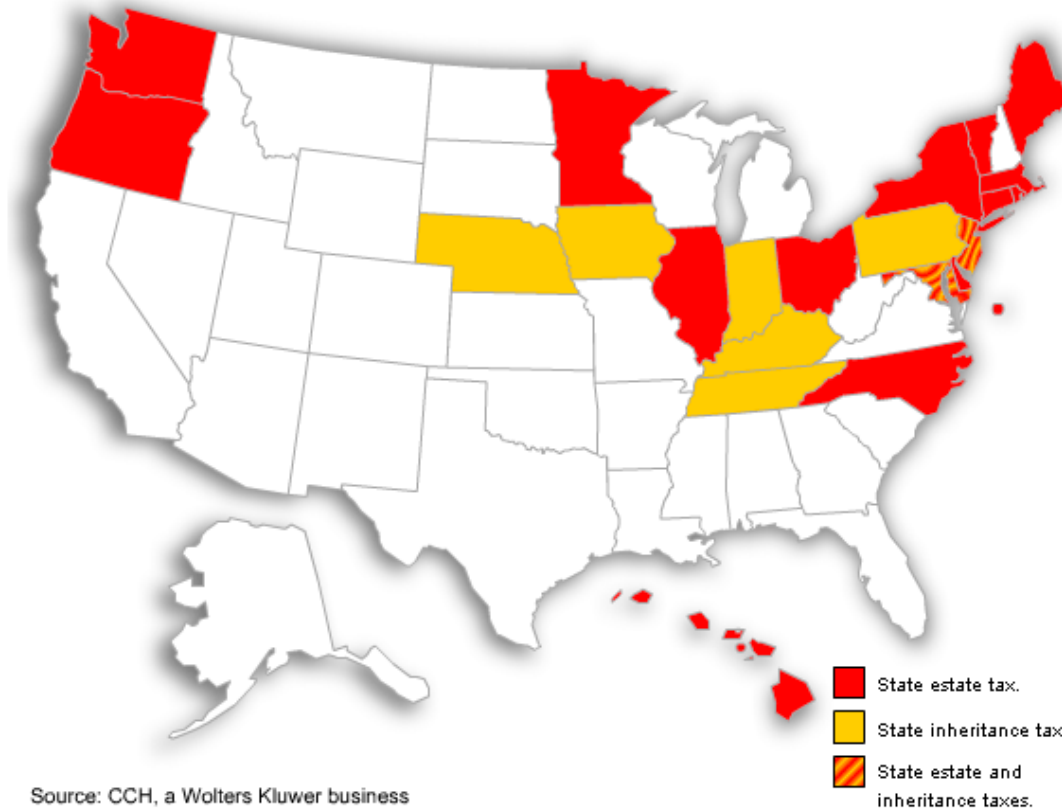 State estate tax.
State inheritance tax
State estate and
inheritance taxes.
Source: CCH, a Wolters Kluwer business